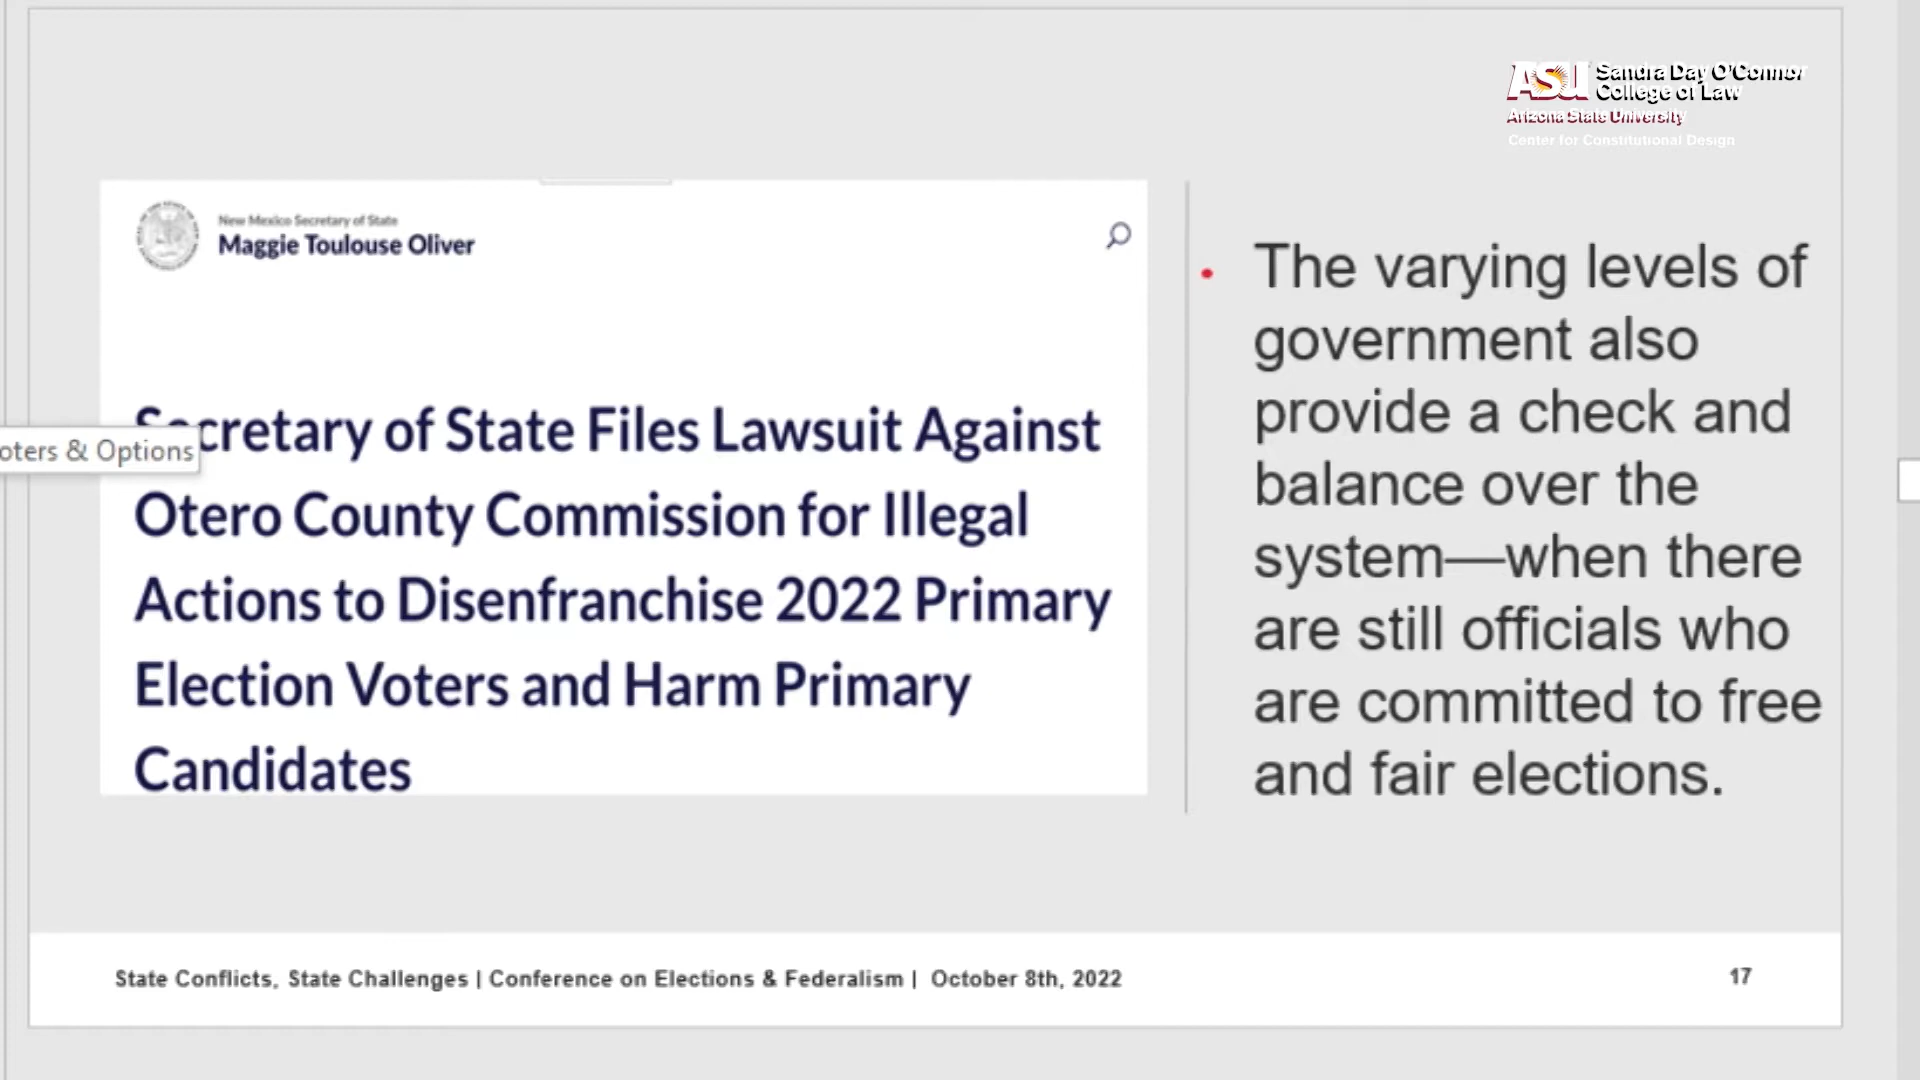 Sandra Day O'Connor
College of Law
Arizona State University
Center for Constitutional Design
ASU
New Mexico Secretary of State
Maggie Toulouse Oliver
Secretary of State Files Lawsuit Against
Otero County Commission for Illegal
Actions to Disenfranchise 2022 Primary
Election Voters and Harm Primary
Candidates
oters & Options
• The varying levels of
government also
provide a check and
balance over the
system—when there
are still officials who
are committed to free
and fair elections.
State Conflicts, State Challenges | Conference on Elections & Federalism | October 8th, 2022
17